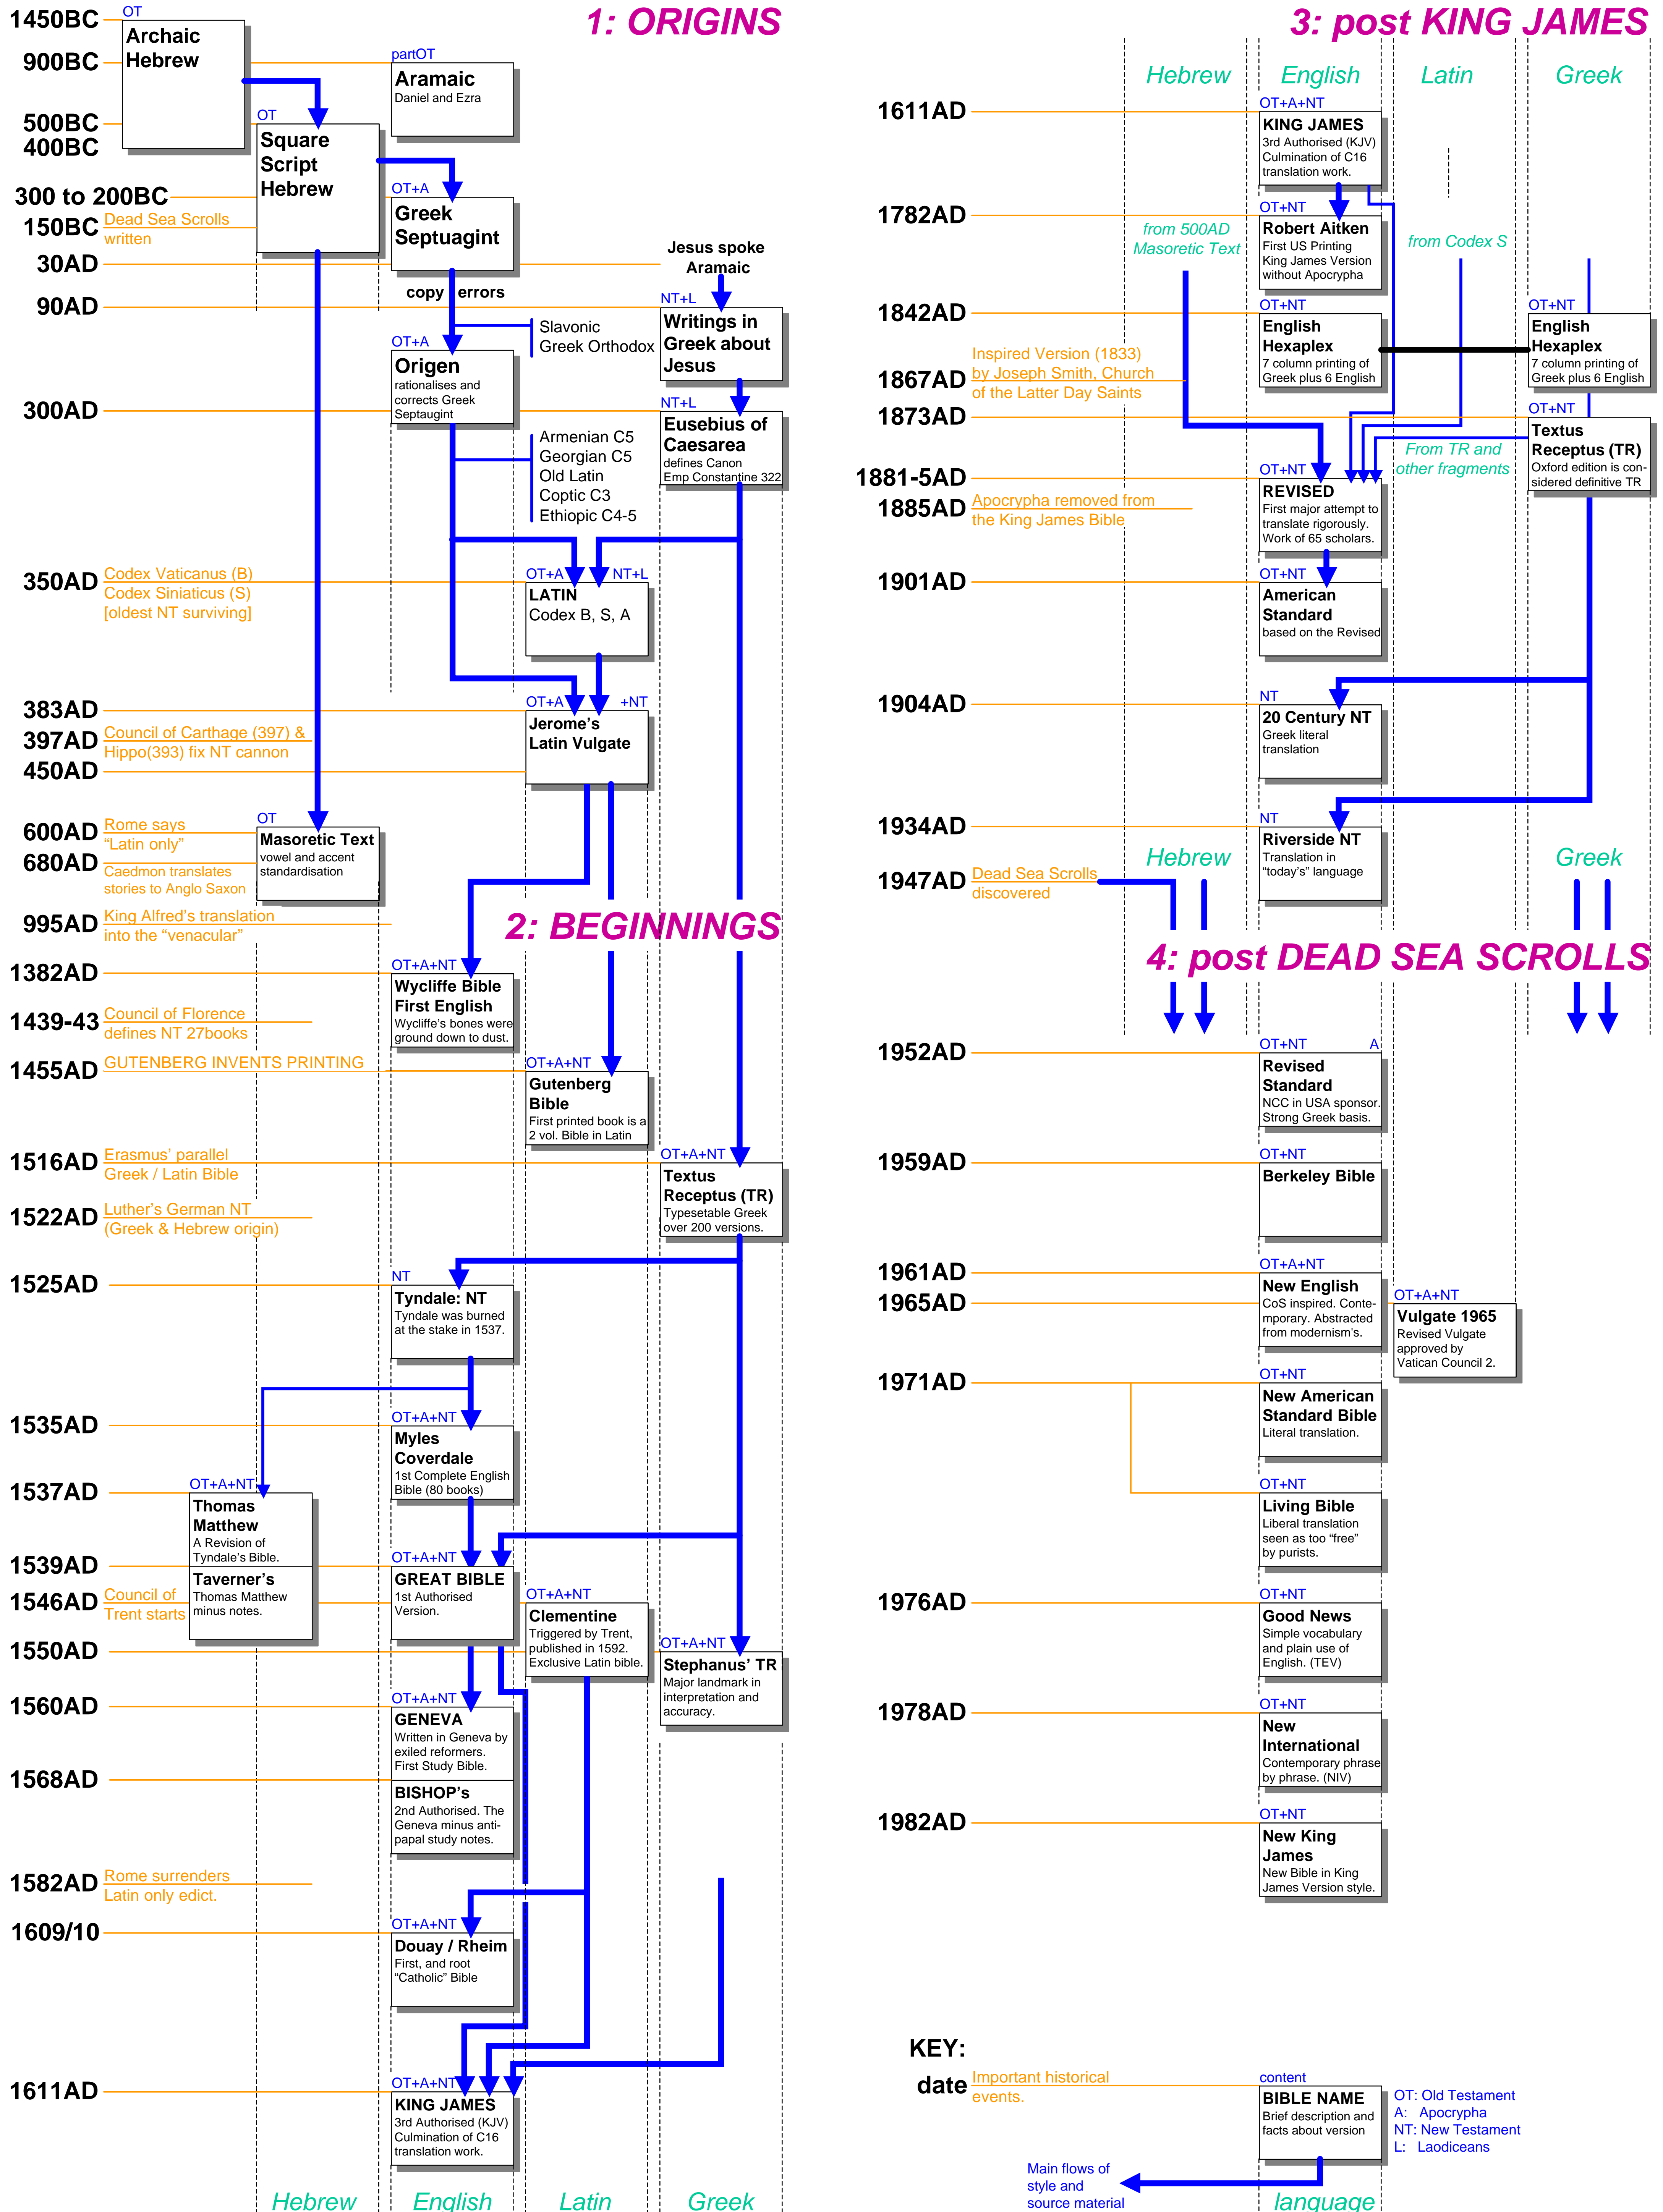 1: ORIGINS
1450BC
OT
Archaic
Hebrew
900BC
partOT
Aramaic
Daniel and Ezra
500BC
400BC
OT
Square
Script
Hebrew
300 to 200BC
OT+A
Greek
Septuagint
150BC
Dead Sea Scrolls
written
30AD
Jesus spoke
Aramaic
copy errors
90AD
NT+L
Writings in
Greek about
Jesus
Slavonic
Greek Orthodox
OT+A
Origen
rationalises and
corrects Greek
Septaugint
300AD
NT+L
Eusebius of
Caesarea
defines Canon
Emp Constantine 322
Armenian C5
Georgian C5
Old Latin
Coptic C3
Ethiopic C4-5
350AD
Codex Vaticanus (B)
Codex Siniaticus (S)
[oldest NT surviving]
OT+A NT+L
LATIN
Codex B, S, A
383AD
OT+A +NT
Jerome's
Latin Vulgate
397AD
Council of Carthage (397) &
Hippo(393) fix NT cannon
450AD
600AD
Rome says
“Latin only”
OT
Masoretic Text
vowel and accent
standardisation
680AD
Caedmon translates
stories to Anglo Saxon
995AD
King Alfred's translation
into the “venacular”
2: BEGINNINGS
1382AD
OT+A+NT
Wycliffe Bible
First English
Wycliffe's bones were
ground down to dust.
1439-43
Council of Florence
defines NT 27books
1455AD
GUTENBERG INVENTS PRINTING
OT+A+NT
Gutenberg
Bible
First printed book is a
2 vol. Bible in Latin
1516AD
Erasmus' parallel
Greek / Latin Bible
OT+A+NT
Textus
Receptus (TR)
Typesetable Greek
over 200 versions.
1522AD
Luther's German NT
(Greek & Hebrew origin)
1525AD
NT
Tyndale: NT
Tyndale was burned
at the stake in 1537.
1535AD
OT+A+NT
Myles
Coverdale
1st Complete English
Bible (80 books)
1537AD
OT+A+NT
Thomas
Matthew
A Revision of
Tyndale's Bible.
1539AD
Taverner's
Thomas Matthew
minus notes.
OT+A+NT
GREAT BIBLE
1st Authorised
Version.
1546AD
Council of
Trent starts
OT+A+NT
Clementine
Triggered by Trent,
published in 1592.
Exclusive Latin bible.
1550AD
OT+A+NT
Stephanus' TR
Major landmark in
interpretation and
accuracy.
1560AD
OT+A+NT
GENEVA
Written in Geneva by
exiled reformers.
First Study Bible.
1568AD
BISHOP's
2nd Authorised. The
Geneva minus anti-
papal study notes.
1582AD
Rome surrenders
Latin only edict.
1609/10
OT+A+NT
Douay / Rheim
First, and root
“Catholic” Bible
1611AD
OT+A+NT
KING JAMES
3rd Authorised (KJV)
Culmination of C16
translation work.
Hebrew English Latin Greek
3: post KING JAMES
Hebrew English Latin Greek
1611AD
OT+A+NT
KING JAMES
3rd Authorised (KJV)
Culmination of C16
translation work.
1782AD
OT+NT
Robert Aitken
First US Printing
King James Version
without Apocrypha
from 500AD
Masoretic Text
from Codex S
1842AD
OT+NT
English
Hexaplex
7 column printing of
Greek plus 6 English
OT+NT
English
Hexaplex
7 column printing of
Greek plus 6 English
1867AD
Inspired Version (1833)
by Joseph Smith, Church
of the Latter Day Saints
1873AD
OT+NT
Textus
Receptus (TR)
Oxford edition is con-
sidered definitive TR
From TR and
other fragments
1881-5AD
OT+NT
REVISED
First major attempt to
translate rigorously.
Work of 65 scholars.
1885AD
Apocrypha removed from
the King James Bible
1901AD
OT+NT
American
Standard
based on the Revised
1904AD
NT
20 Century NT
Greek literal
translation
1934AD
NT
Riverside NT
Translation in
“today's” language
Hebrew
Greek
1947AD
Dead Sea Scrolls
discovered
4: post DEAD SEA SCROLLS
1952AD
OT+NT A
Revised
Standard
NCC in USA sponsor.
Strong Greek basis.
1959AD
OT+NT
Berkeley Bible
1961AD
OT+A+NT
New English
CoS inspired. Conte-
mporary. Abstracted
from modernism's.
1965AD
OT+A+NT
Vulgate 1965
Revised Vulgate
approved by
Vatican Council 2.
1971AD
OT+NT
New American
Standard Bible
Literal translation.
OT+NT
Living Bible
Liberal translation
seen as too “free”
by purists.
1976AD
OT+NT
Good News
Simple vocabulary
and plain use of
English. (TEV)
1978AD
OT+NT
New
International
Contemporary phrase
by phrase. (NIV)
1982AD
OT+NT
New King
James
New Bible in King
James Version style.
KEY:
date
Important historical
events.
content
BIBLE NAME
Brief description and
facts about version
OT: Old Testament
A: Apocrypha
NT: New Testament
L: Laodiceans
Main flows of
style and
source material
language